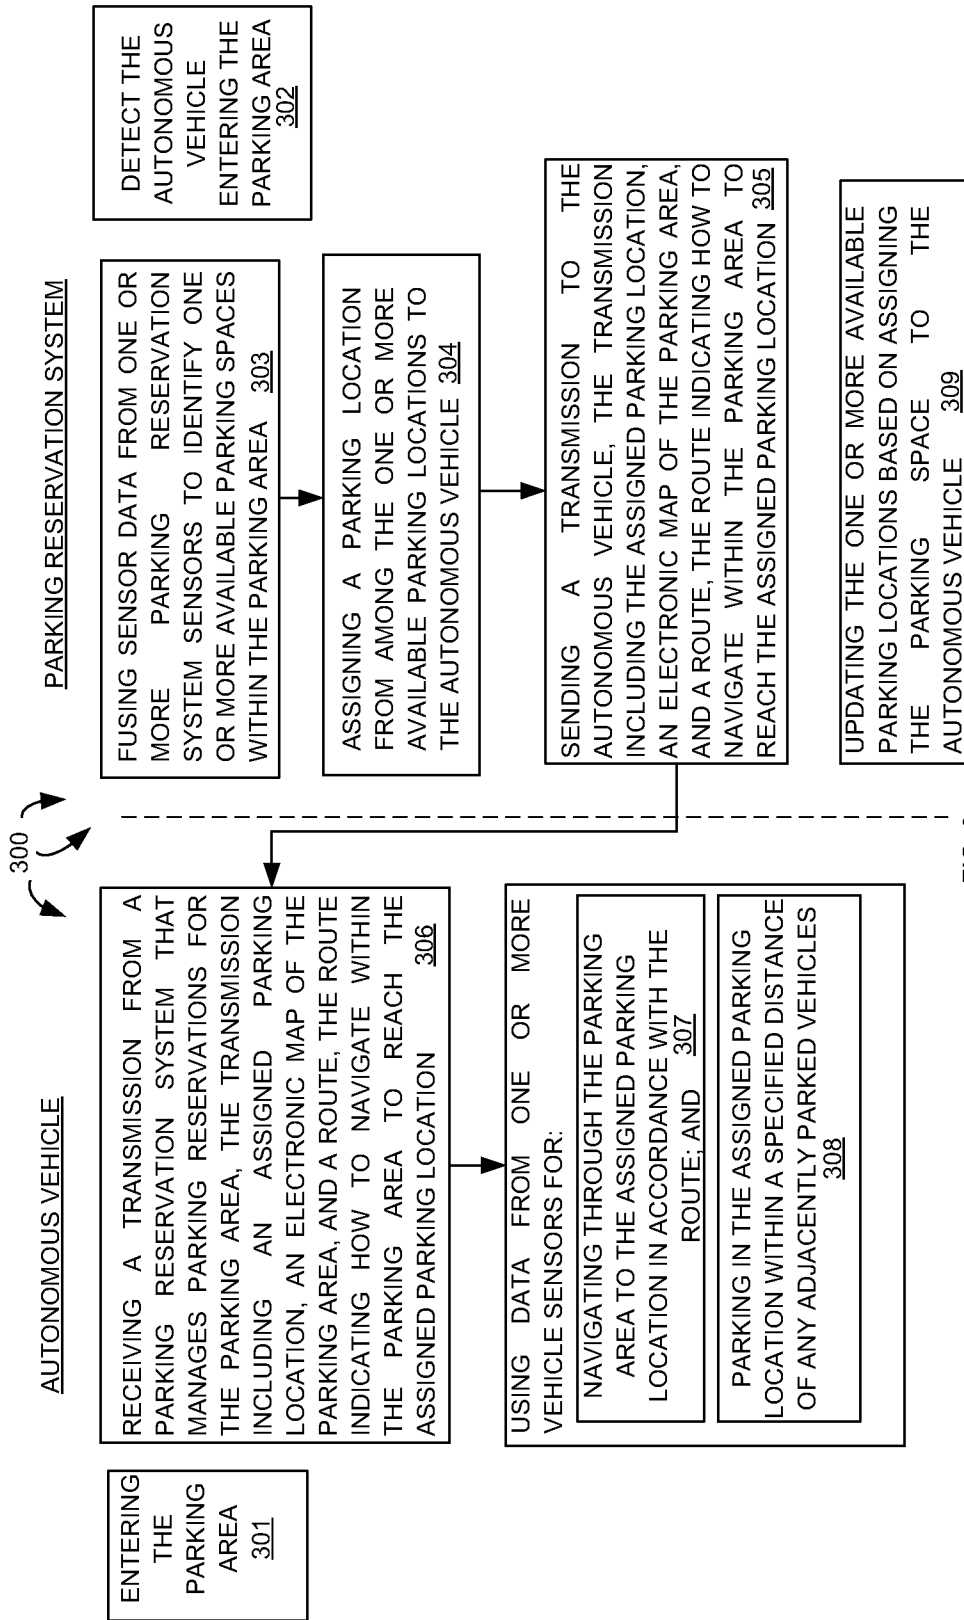 300
AUTONOMOUS VEHICLE
ENTERING
THE
PARKING
AREA
301
RECEIVING A TRANSMISSION FROM A
PARKING RESERVATION SYSTEM THAT
MANAGES PARKING RESERVATIONS FOR
THE PARKING AREA, THE TRANSMISSION
INCLUDING AN ASSIGNED PARKING
LOCATION, AN ELECTRONIC MAP OF THE
PARKING AREA, AND A ROUTE, THE ROUTE
INDICATING HOW TO NAVIGATE WITHIN
THE PARKING AREA TO REACH THE
ASSIGNED PARKING LOCATION 306
USING DATA FROM ONE OR MORE
VEHICLE SENSORS FOR:
NAVIGATING THROUGH THE PARKING
AREA TO THE ASSIGNED PARKING
LOCATION IN ACCORDANCE WITH THE
ROUTE; AND 307
PARKING IN THE ASSIGNED PARKING
LOCATION WITHIN A SPECIFIED DISTANCE
OF ANY ADJACENTLY PARKED VEHICLES
308
PARKING RESERVATION SYSTEM
FUSING SENSOR DATA FROM ONE OR
MORE PARKING RESERVATION
SYSTEM SENSORS TO IDENTIFY ONE
OR MORE AVAILABLE PARKING SPACES
WITHIN THE PARKING AREA 303
DETECT THE
AUTONOMOUS
VEHICLE
ENTERING THE
PARKING AREA
302
ASSIGNING A PARKING LOCATION
FROM AMONG THE ONE OR MORE
AVAILABLE PARKING LOCATIONS TO
THE AUTONOMOUS VEHICLE 304
SENDING A TRANSMISSION TO THE
AUTONOMOUS VEHICLE, THE TRANSMISSION
INCLUDING THE ASSIGNED PARKING LOCATION,
AN ELECTRONIC MAP OF THE PARKING AREA,
AND A ROUTE, THE ROUTE INDICATING HOW TO
NAVIGATE WITHIN THE PARKING AREA TO
REACH THE ASSIGNED PARKING LOCATION 305
UPDATING THE ONE OR MORE AVAILABLE
PARKING LOCATIONS BASED ON ASSIGNING
THE PARKING SPACE TO THE
AUTONOMOUS VEHICLE 309